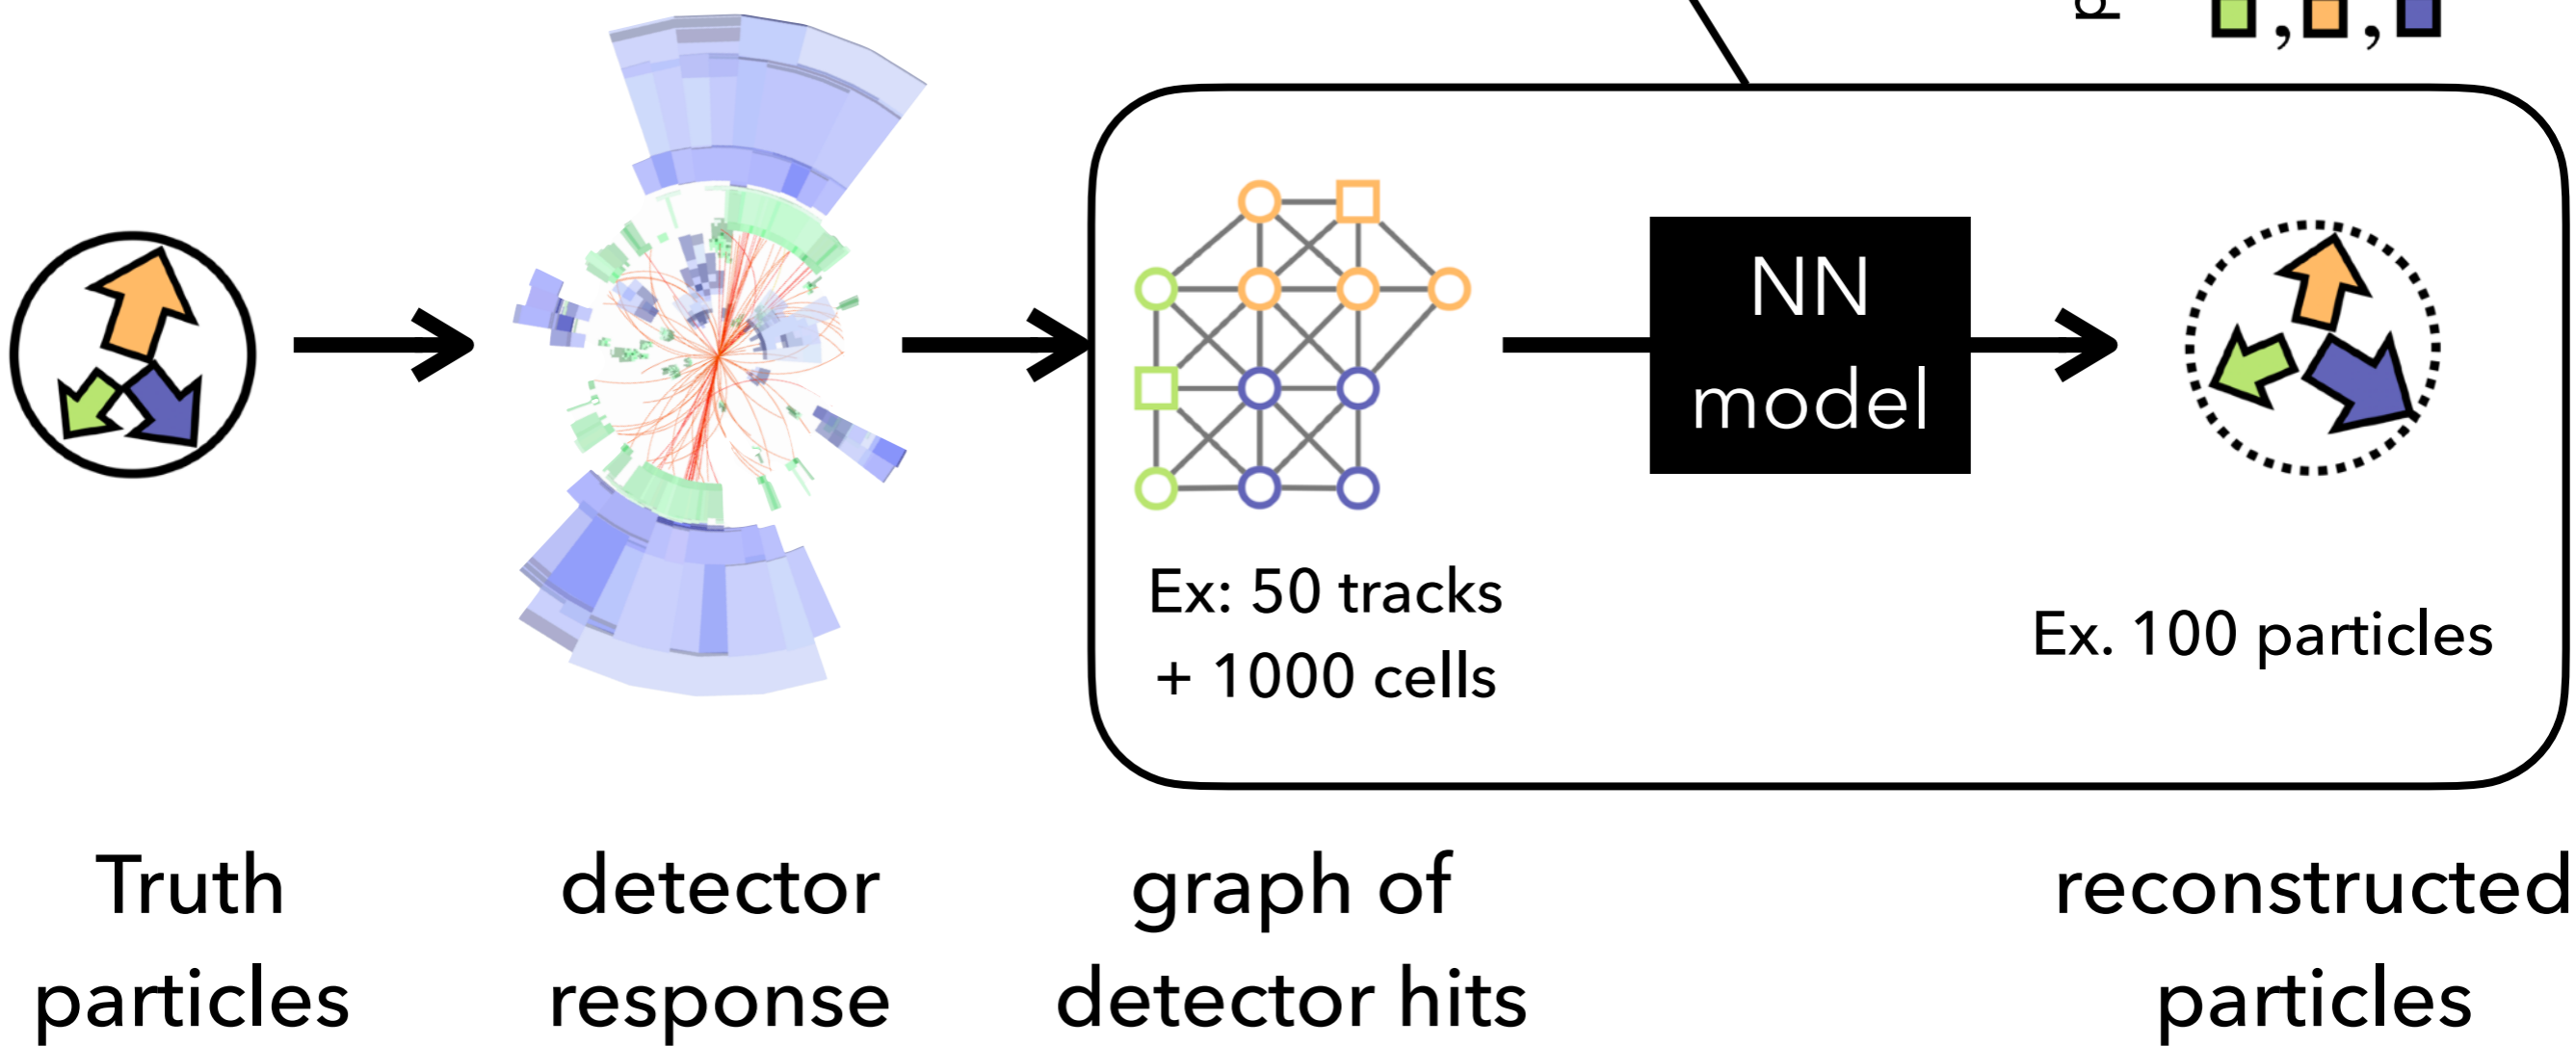 p
, ,
NN
model
Ex: 50 tracks
+ 1000 cells
Ex. 100 particles
Truth
particles
detector
response
graph of
detector hits
reconstructed
particles